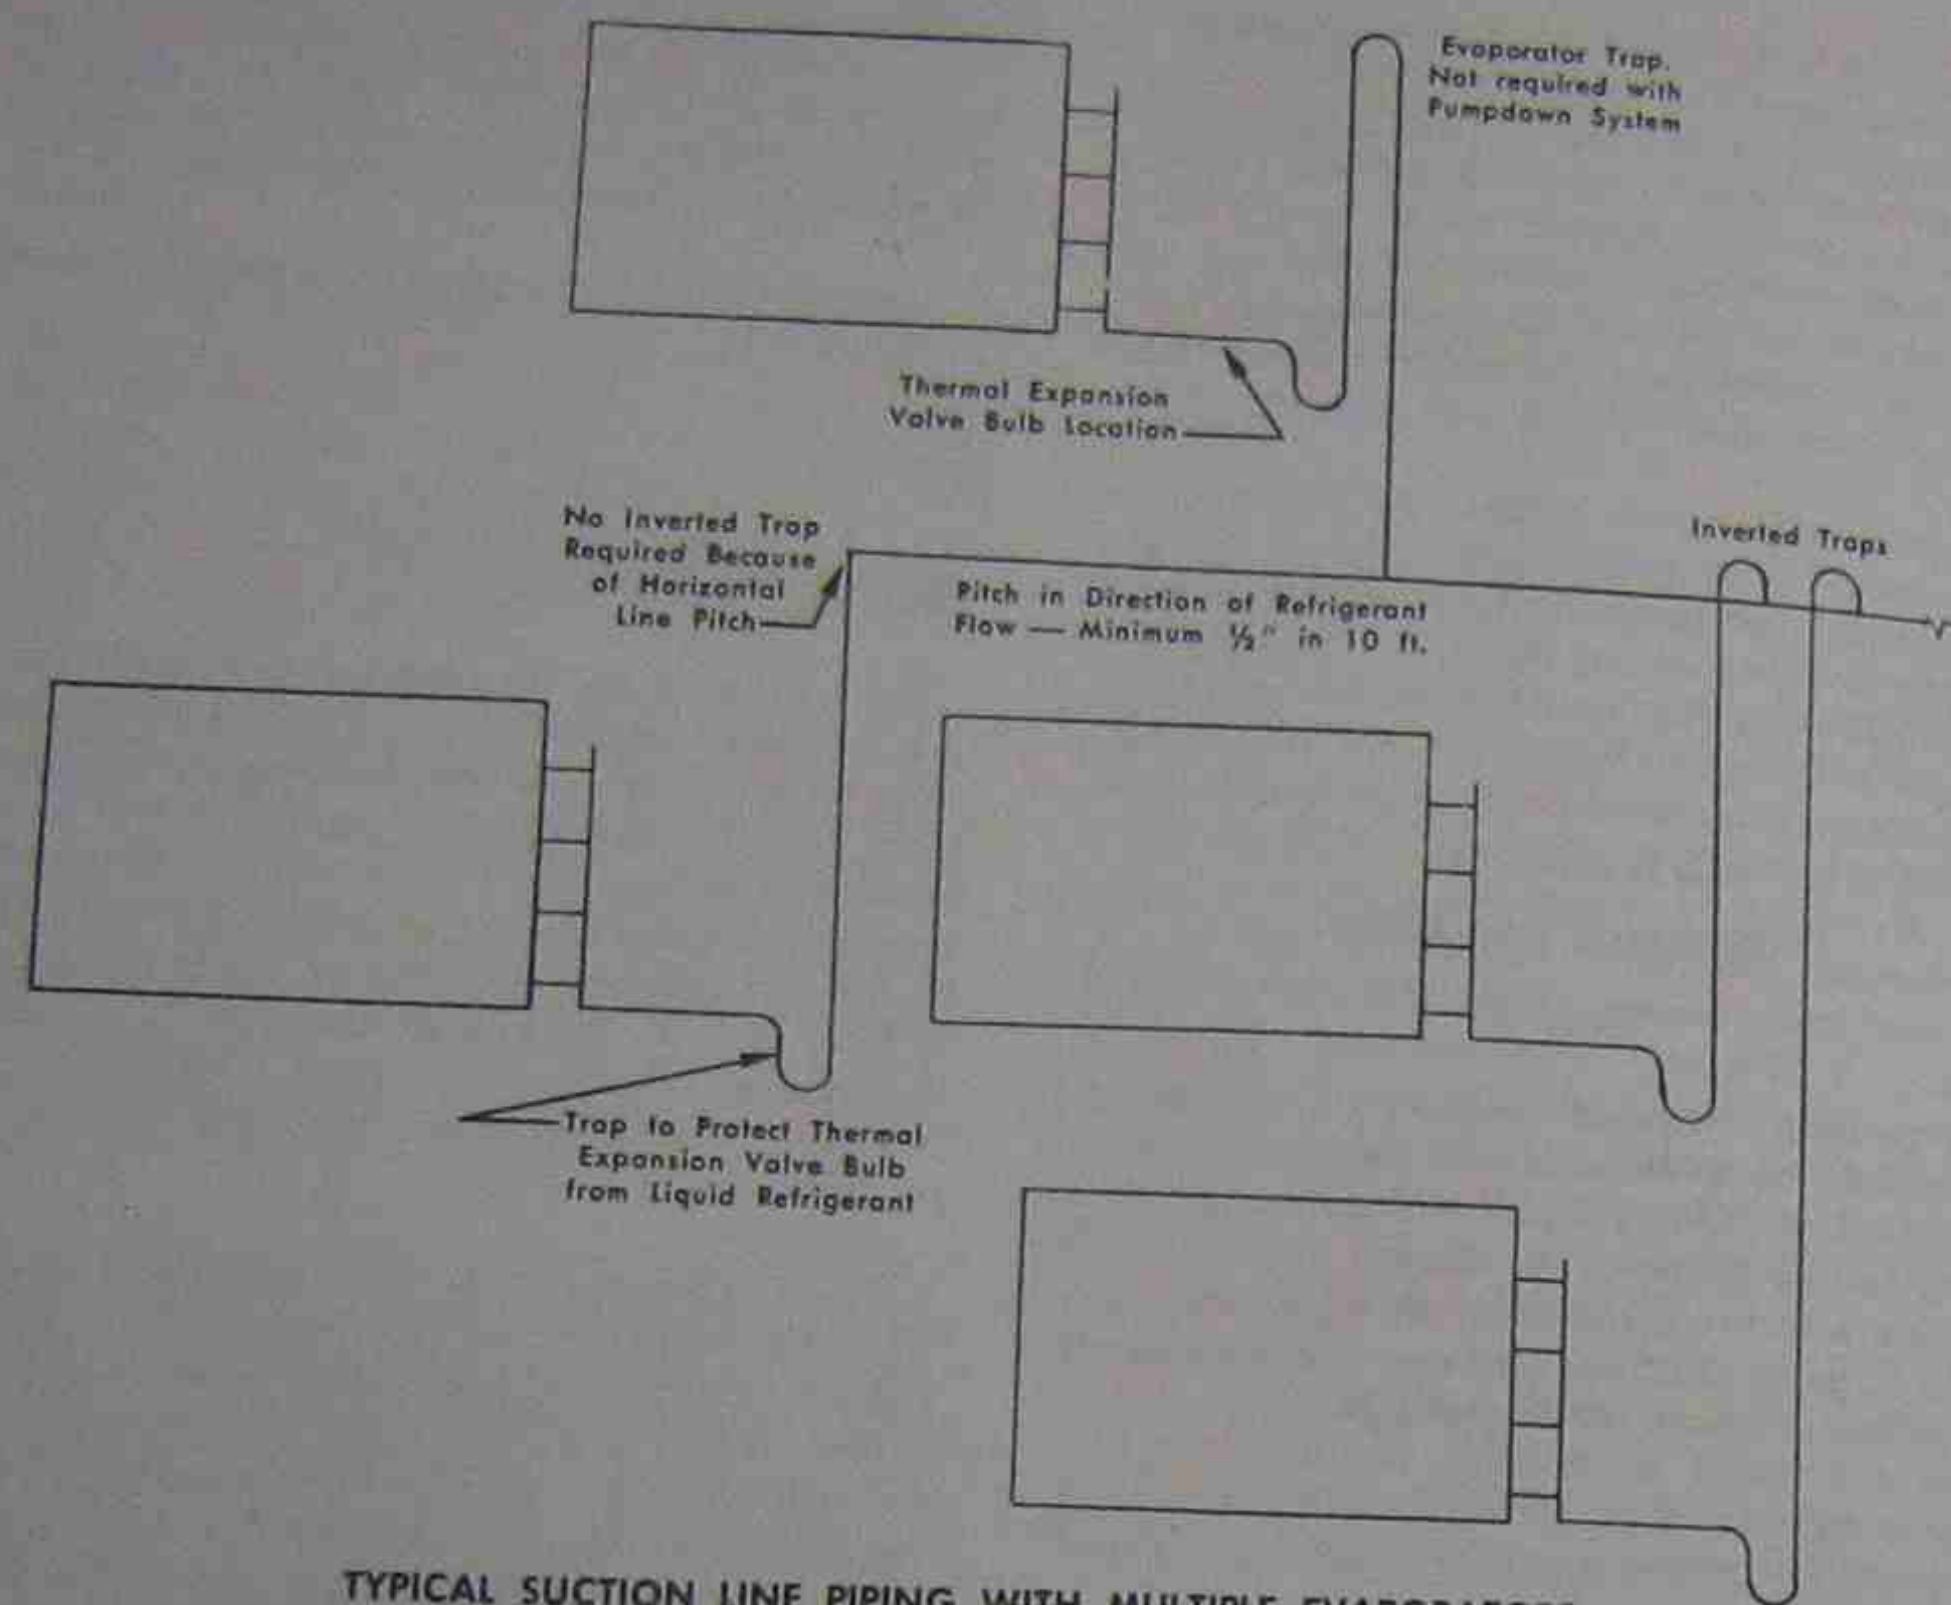 Evaporator Trap.
Not required with
Pumpdown System
Thermal Expansion
Valve Bulb Location
No Inverted Trap
Required Because
of Horizontal
Line Pitch
Inverted Traps
Pitch in Direction of Refrigerant
Flow — Minimum ½" in 10 ft.
Trap to Protect Thermal
Expansion Valve Bulb
from Liquid Refrigerant
TYPICAL SUCTION LINE PIPING WITH MULTIPLE EVAPORATORS